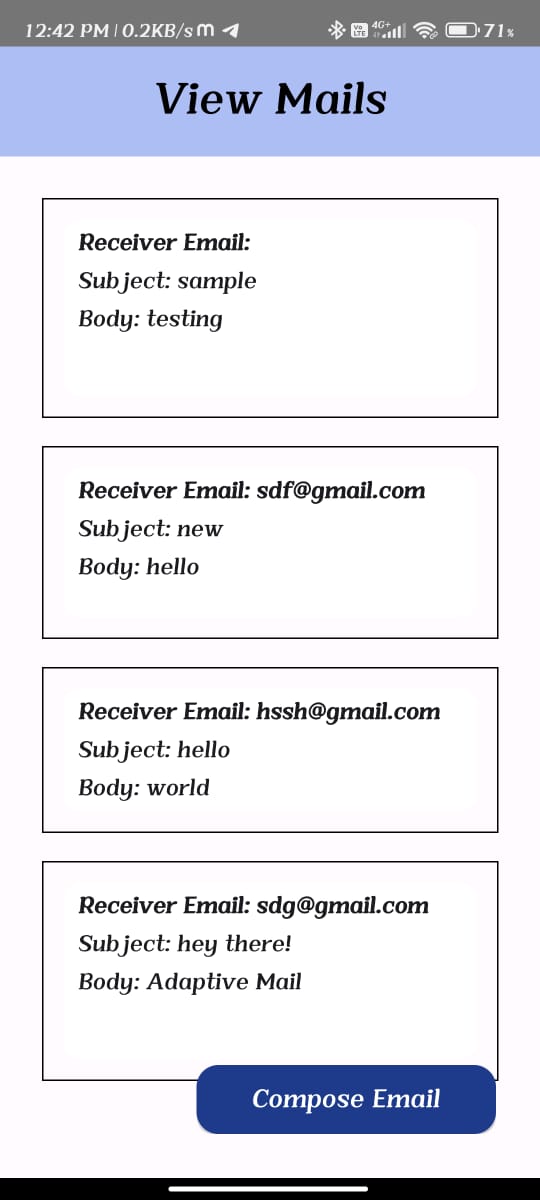 12:42 PM | 0.2KB/s 4G+ 71%
View Mails
Receiver Email:
Subject: sample
Body: testing
Receiver Email: sdf@gmail.com
Subject: new
Body: hello
Receiver Email: hssh@gmail.com
Subject: hello
Body: world
Receiver Email: sdg@gmail.com
Subject: hey there!
Body: Adaptive Mail
Compose Email